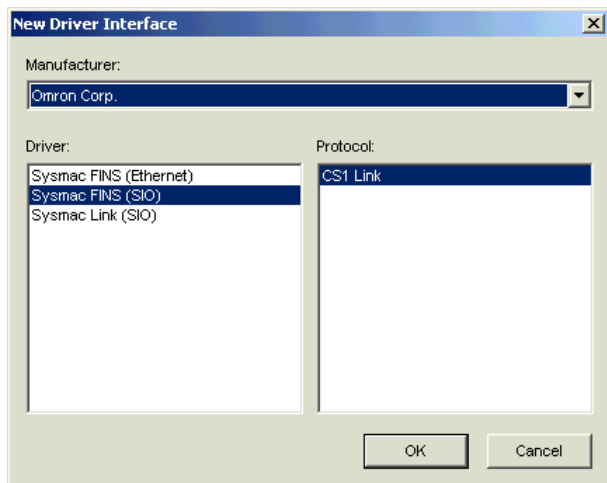 New Driver Interface
Manufacturer:
Omron Corp.
Driver:
Protocol:
Sysmac FINS (Ethernet)
CS1 Link
Sysmac FINS (SIO)
Sysmac Link (SIO)
OK
Cancel